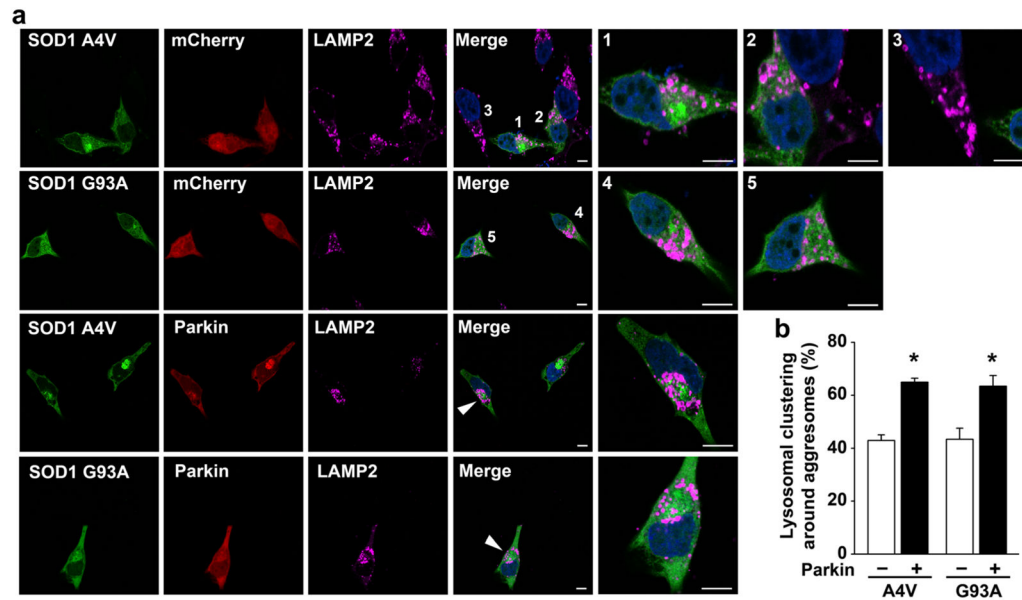 a
SOD1 A4V mCherry LAMP2 Merge 1 2 3
3 1 2
SOD1 G93A mCherry LAMP2 Merge 4 5
4
5
SOD1 A4V Parkin LAMP2 Merge
SOD1 G93A Parkin LAMP2 Merge
b
Lysosomal clustering
around aggresomes (%)
80
60
40
20
0
* *
Parkin − + − +
A4V G93A